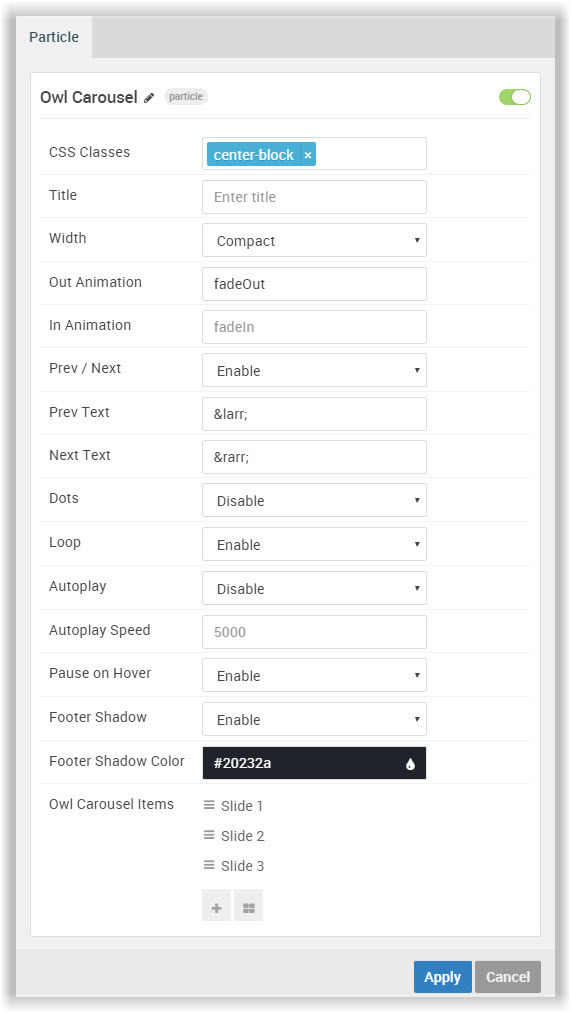 Particle
Owl Carousel particle
CSS Classes center-block ×
Title Enter title
Width Compact
Out Animation fadeOut
In Animation fadeIn
Prev / Next Enable
Prev Text &larr;
Next Text &rarr;
Dots Disable
Loop Enable
Autoplay Disable
Autoplay Speed 5000
Pause on Hover Enable
Footer Shadow Enable
Footer Shadow Color #20232a
Owl Carousel Items Slide 1
Slide 2
Slide 3
Apply Cancel